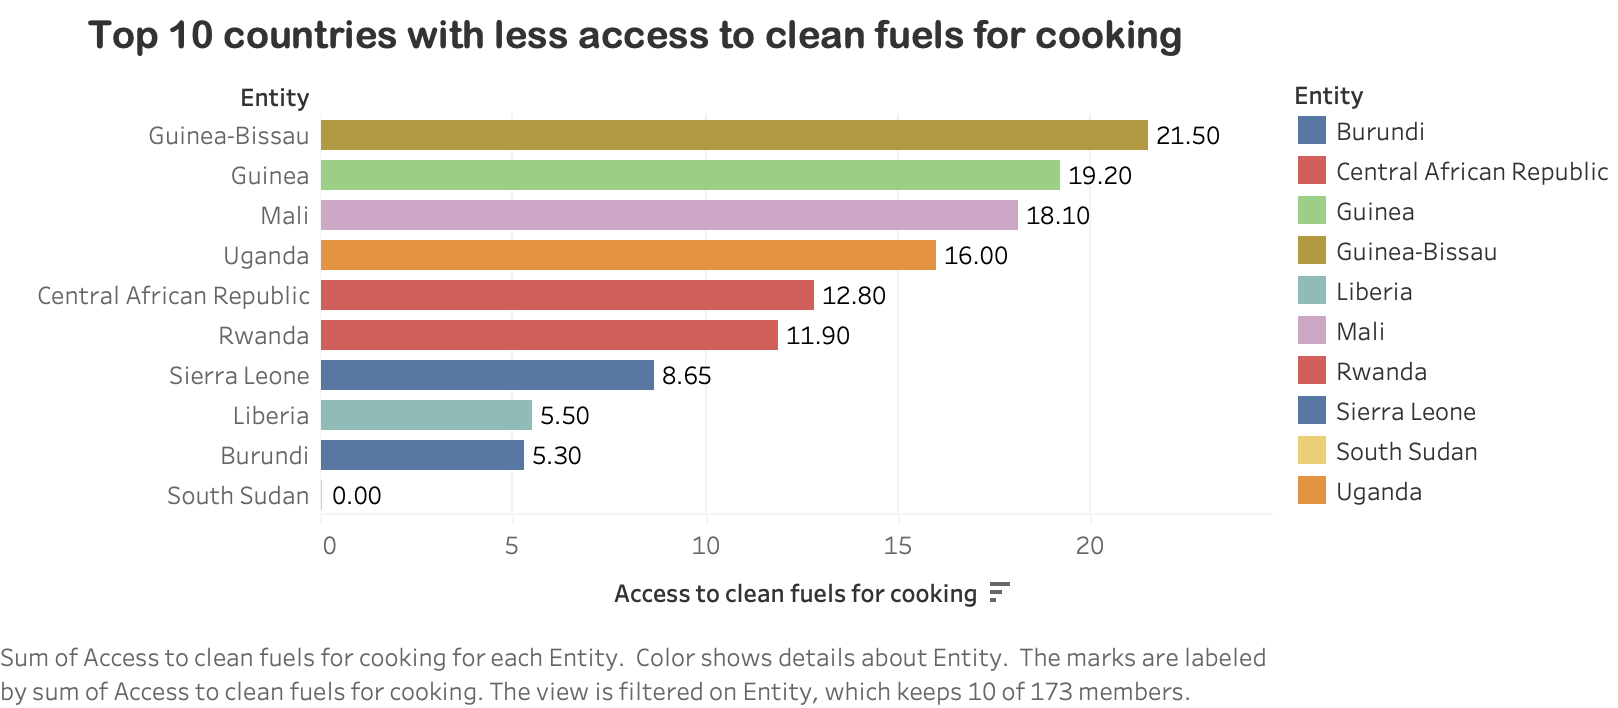 Top 10 countries with less access to clean fuels for cooking
Entity
Guinea-Bissau 21.50
Guinea 19.20
Mali 18.10
Uganda 16.00
Central African Republic 12.80
Rwanda 11.90
Sierra Leone 8.65
Liberia 5.50
Burundi 5.30
South Sudan 0.00
0 5 10 15 20
Access to clean fuels for cooking
Entity
Burundi
Central African Republic
Guinea
Guinea-Bissau
Liberia
Mali
Rwanda
Sierra Leone
South Sudan
Uganda
Sum of Access to clean fuels for cooking for each Entity.  Color shows details about Entity.  The marks are labeled
by sum of Access to clean fuels for cooking. The view is filtered on Entity, which keeps 10 of 173 members.